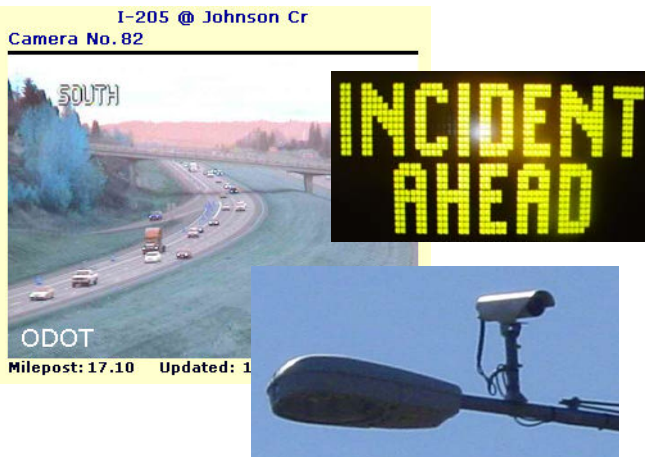 I-205 @ Johnson Cr
Camera No. 82
SOUTH
INCIDENT
AHEAD
ODOT
Milepost: 17.10 Updated: 1